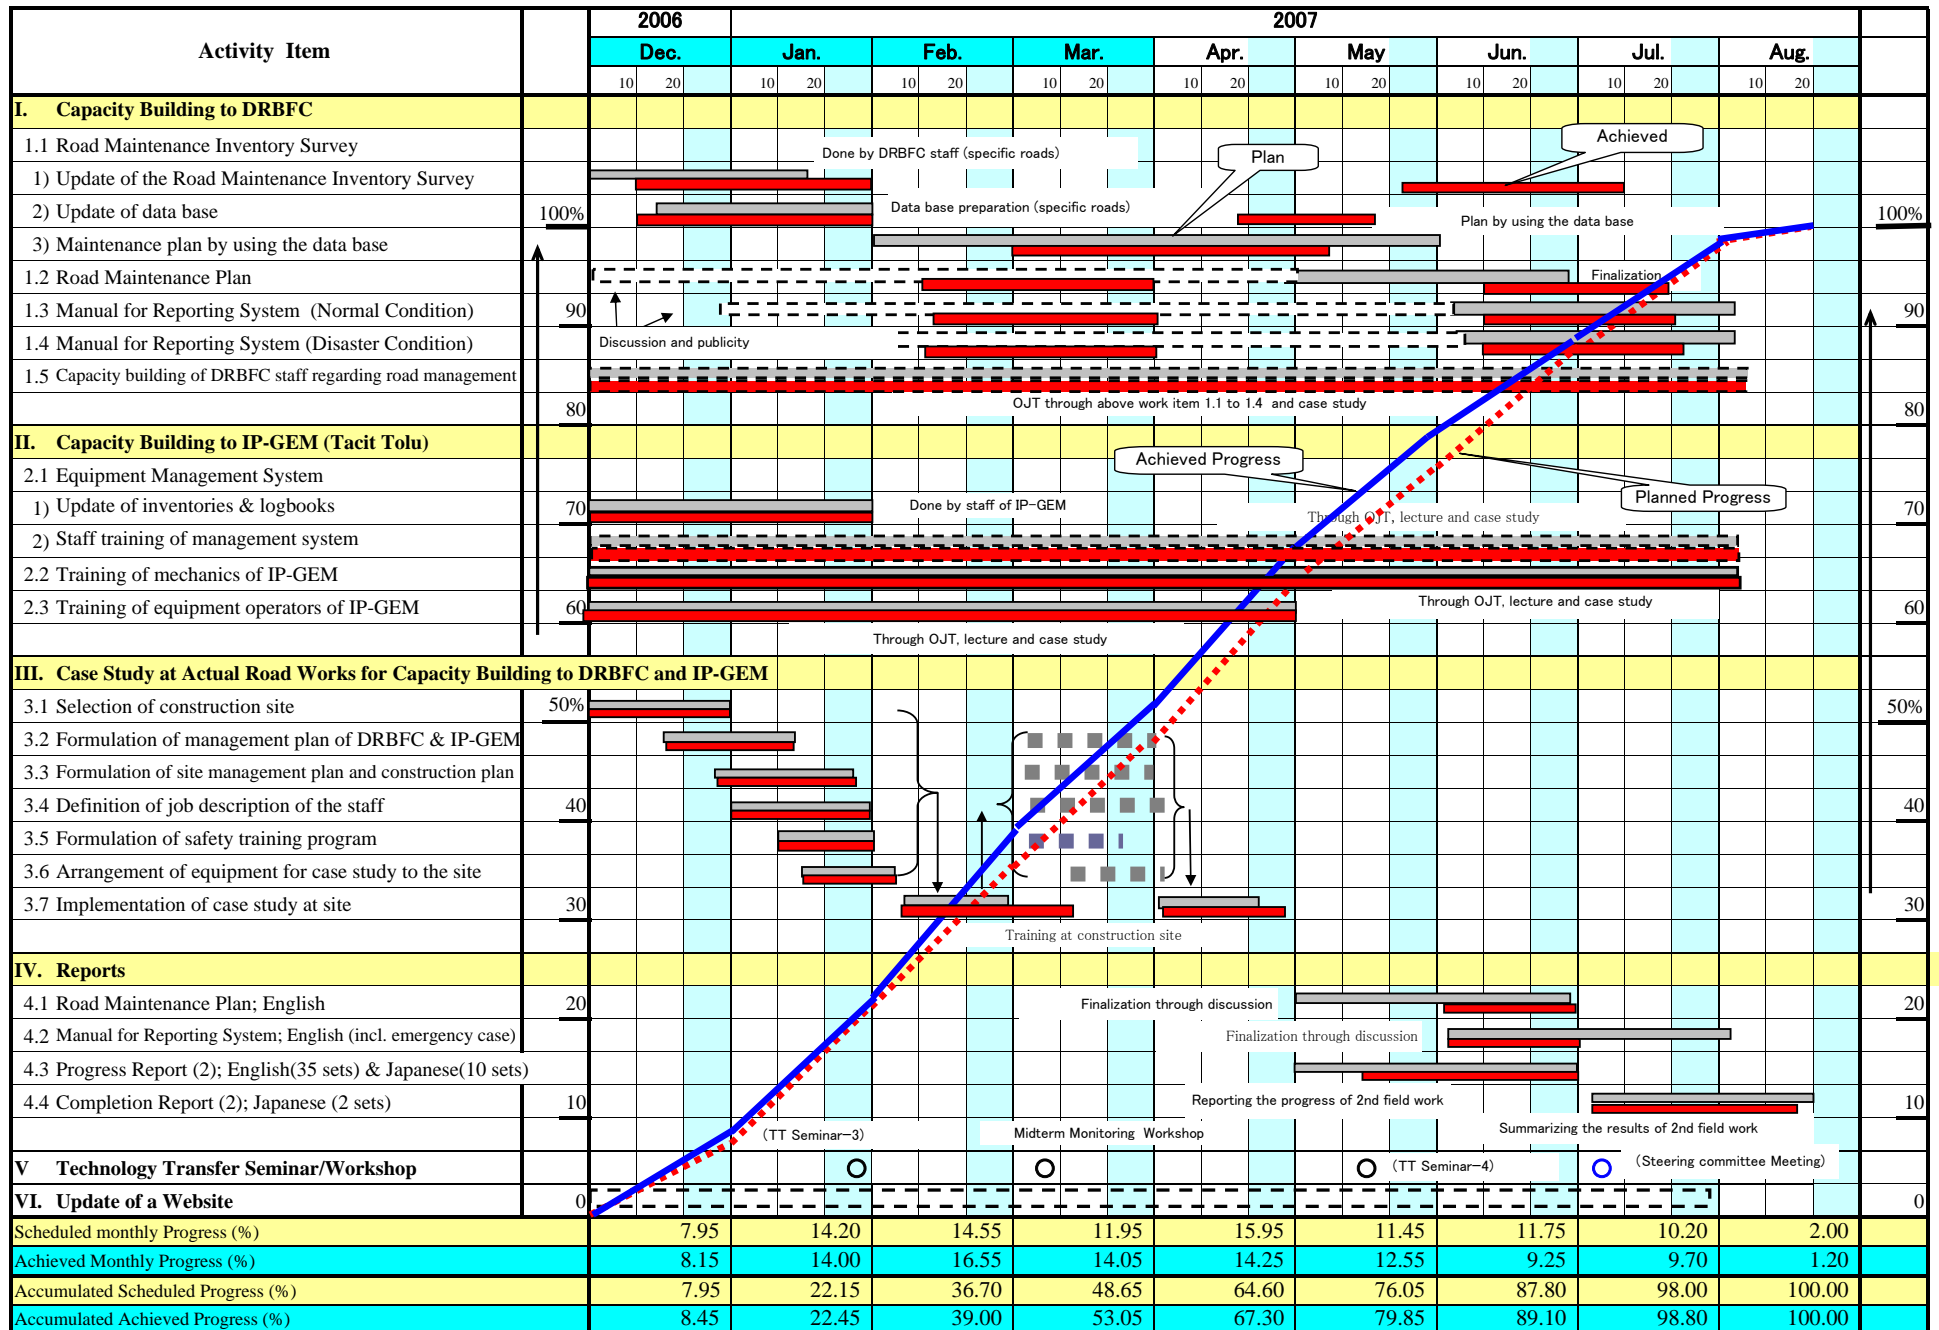 2006 2007
Activity Item Dec. Jan. Feb. Mar. Apr. May Jun. Jul. Aug.
10 20 10 20 10 20 10 20 10 20 10 20 10 20 10 20 10 20
I. Capacity Building to DRBFC
Achieved
1.1 Road Maintenance Inventory Survey
Done by DRBFC staff (specific roads)
Plan
1) Update of the Road Maintenance Inventory Survey
2) Update of data base 100% Data base preparation (specific roads) Plan by using the data base 100%
3) Maintenance plan by using the data base
1.2 Road Maintenance Plan Finalization
1.3 Manual for Reporting System (Normal Condition) 90 90
1.4 Manual for Reporting System (Disaster Condition) Discussion and publicity
1.5 Capacity building of DRBFC staff regarding road management
80 OJT through above work item 1.1 to 1.4 and case study 80
II. Capacity Building to IP-GEM (Tacit Tolu)
Achieved Progress
2.1 Equipment Management System
Planned Progress
1) Update of inventories & logbooks 70 Done by staff of IP-GEM 70
Through OJT, lecture and case study
2) Staff training of management system
2.2 Training of mechanics of IP-GEM
2.3 Training of equipment operators of IP-GEM 60 Through OJT, lecture and case study 60
Through OJT, lecture and case study
III. Case Study at Actual Road Works for Capacity Building to DRBFC and IP-GEM
3.1 Selection of construction site 50% 50%
3.2 Formulation of management plan of DRBFC & IP-GEM
3.3 Formulation of site management plan and construction plan
3.4 Definition of job description of the staff 40 40
3.5 Formulation of safety training program
3.6 Arrangement of equipment for case study to the site
3.7 Implementation of case study at site 30 30
Training at construction site
IV. Reports
4.1 Road Maintenance Plan; English 20 Finalization through discussion 20
4.2 Manual for Reporting System; English (incl. emergency case) Finalization through discussion
4.3 Progress Report (2); English(35 sets) & Japanese(10 sets)
4.4 Completion Report (2); Japanese (2 sets) 10 Reporting the progress of 2nd field work 10
(TT Seminar-3) Midterm Monitoring Workshop Summarizing the results of 2nd field work
V Technology Transfer Seminar/Workshop (TT Seminar-4) (Steering committee Meeting)
VI. Update of a Website 0 0
Scheduled monthly Progress (%) 7.95 14.20 14.55 11.95 15.95 11.45 11.75 10.20 2.00
Achieved Monthly Progress (%) 8.15 14.00 16.55 14.05 14.25 12.55 9.25 9.70 1.20
Accumulated Scheduled Progress (%) 7.95 22.15 36.70 48.65 64.60 76.05 87.80 98.00 100.00
Accumulated Achieved Progress (%) 8.45 22.45 39.00 53.05 67.30 79.85 89.10 98.80 100.00